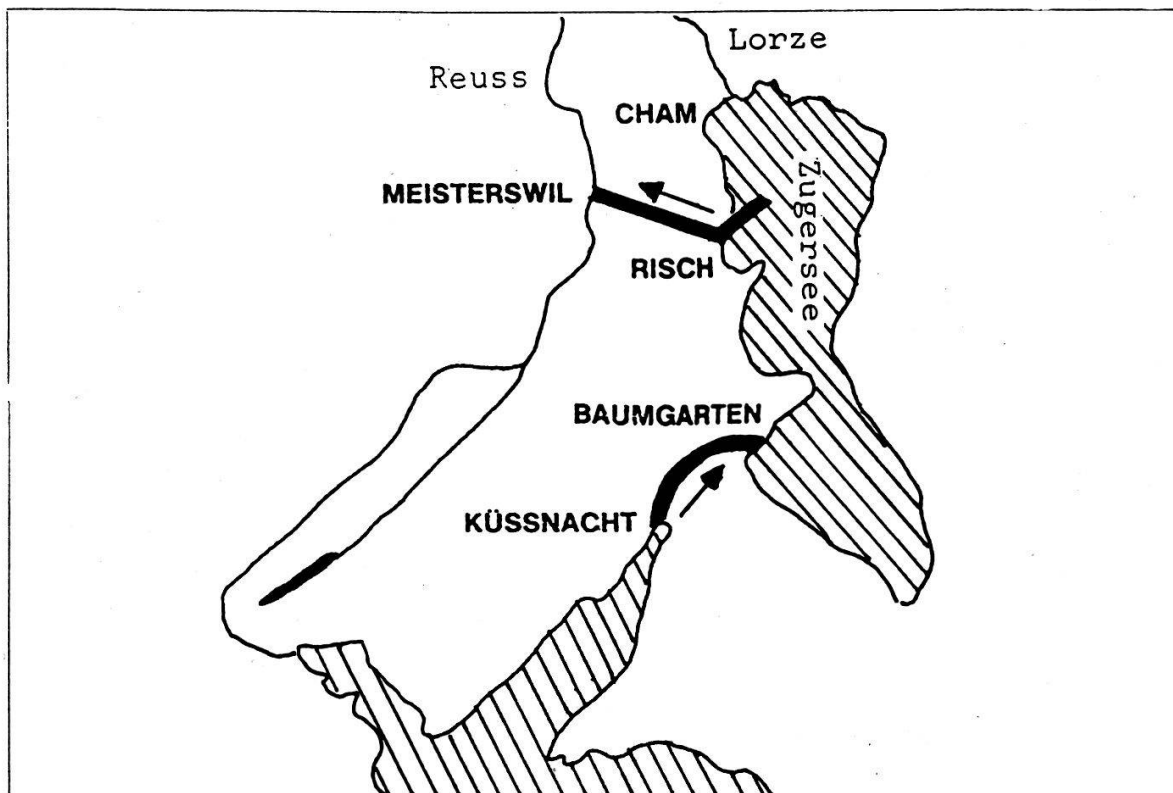 Lorze
Reuss
CHAM
Zugersee
MEISTERSWIL
RISCH
BAUMGARTEN
KÜSSNACHT